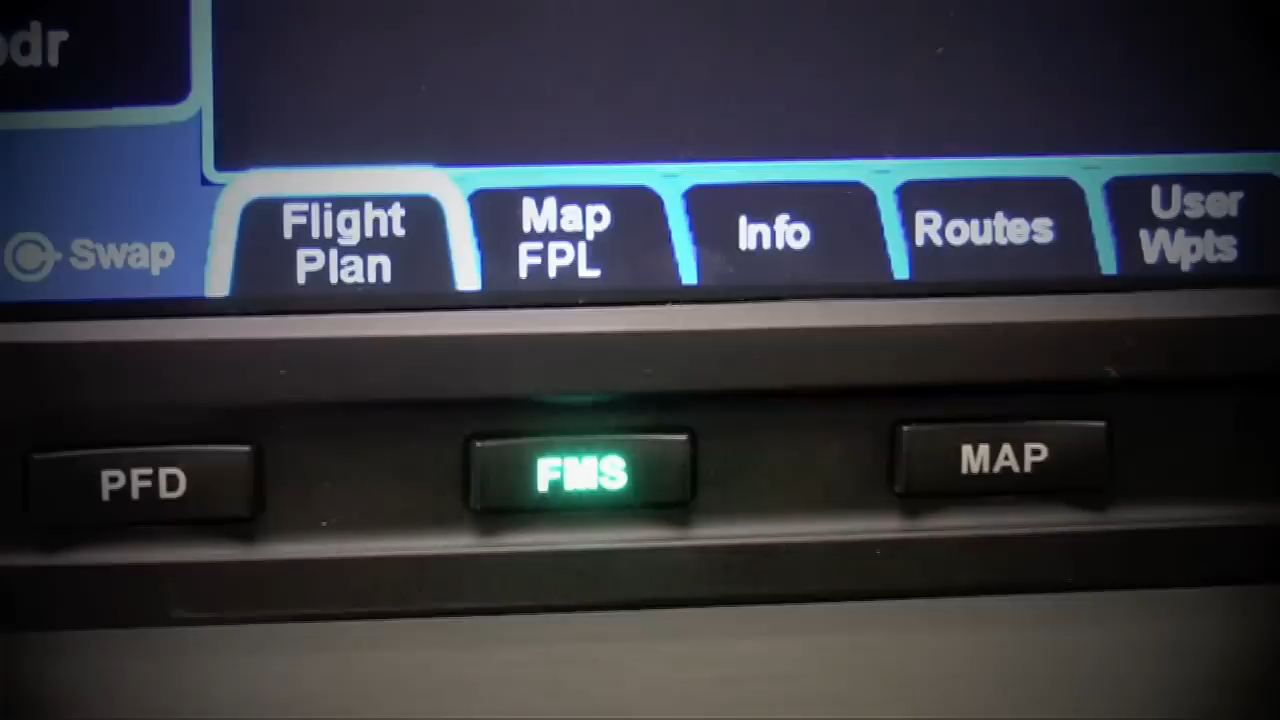 Swap
Flight
Plan
Map
FPL
Info
Routes
User
Wpts
PFD
FMS
MAP